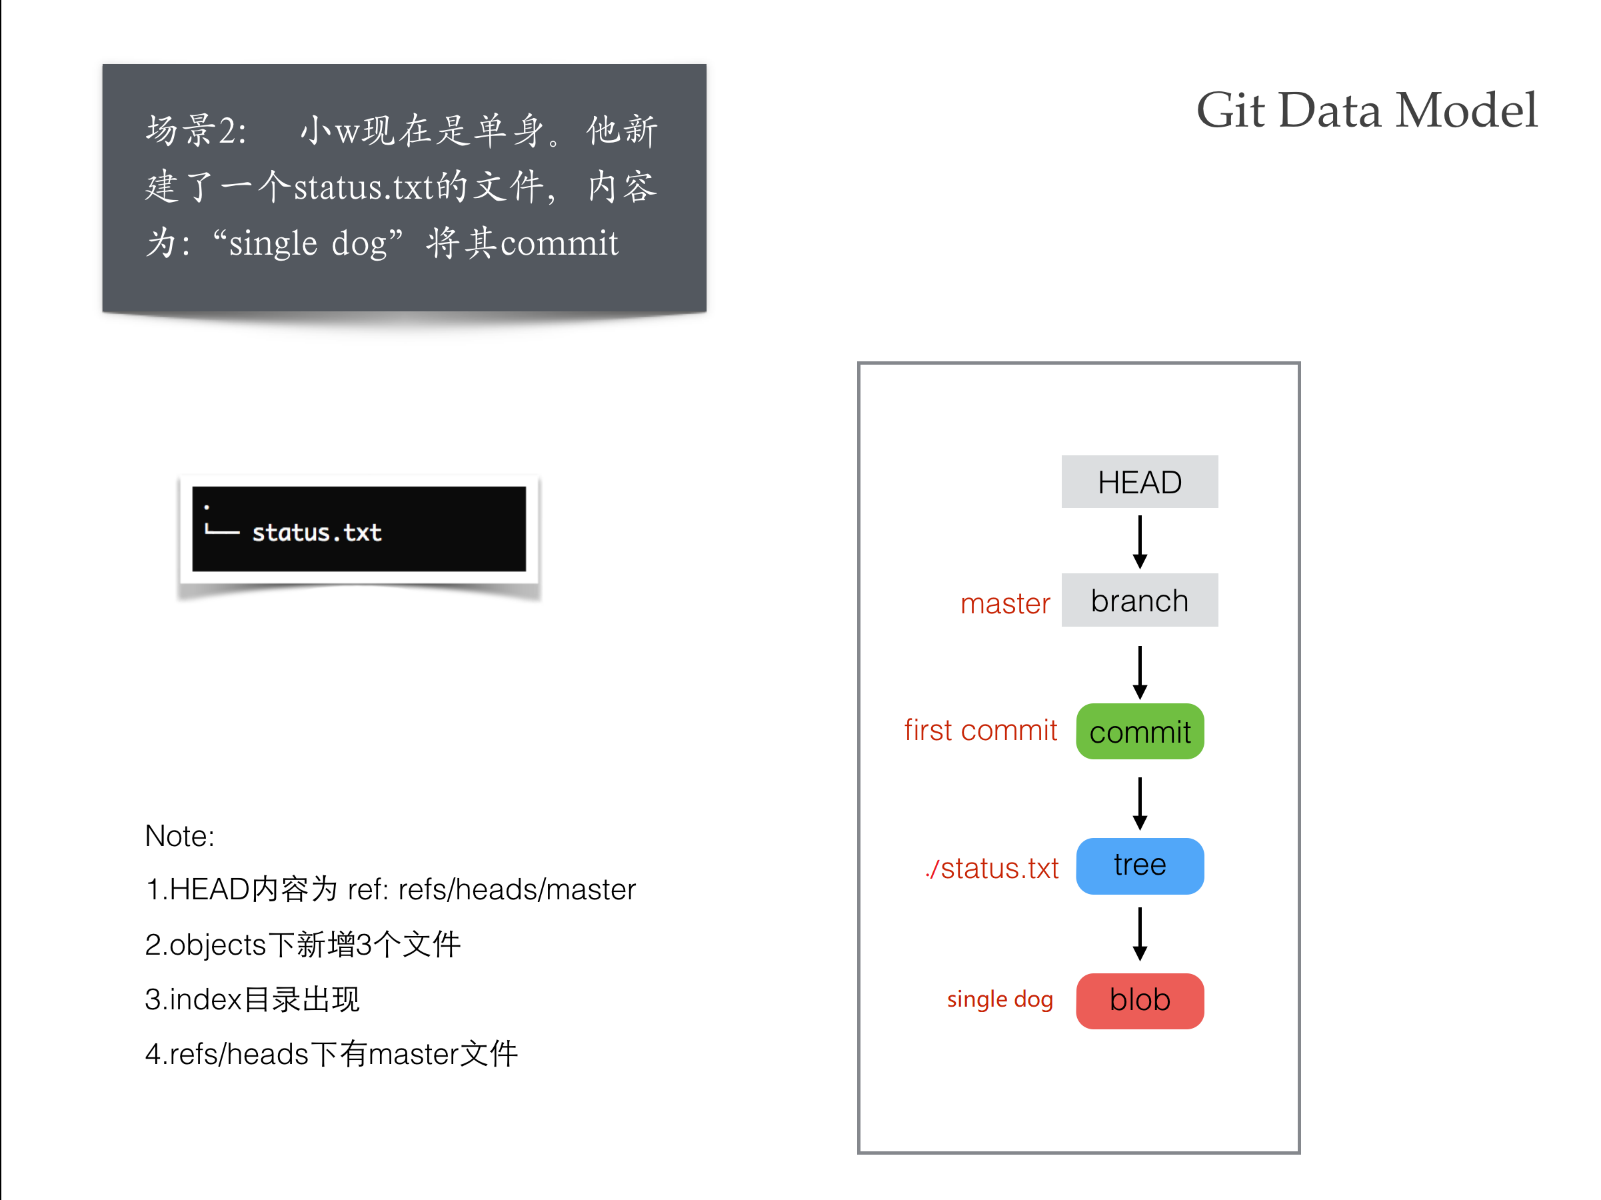 Git Data Model
场景2: 小w现在是单身。他新
建了一个status.txt的文件，内容
为：“single dog”将其commit
.
└── status.txt
Note:
1.HEAD内容为 ref: refs/heads/master
2.objects下新增3个文件
3.index目录出现
4.refs/heads下有master文件
HEAD
master branch
first commit commit
./status.txt tree
single dog blob